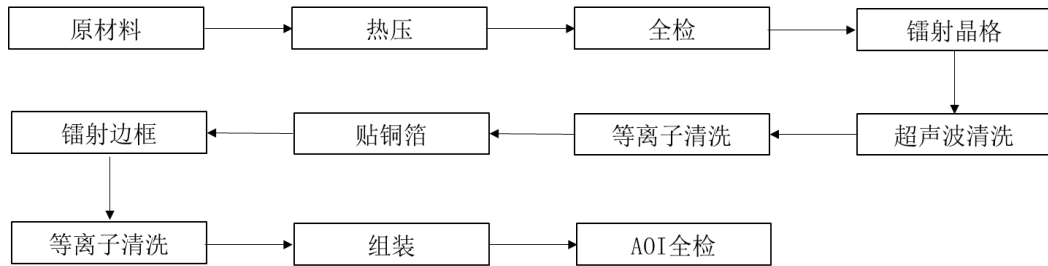 原材料
热压
全检
镭射晶格
超声波清洗
等离子清洗
贴铜箔
镭射边框
等离子清洗
组装
AOI全检